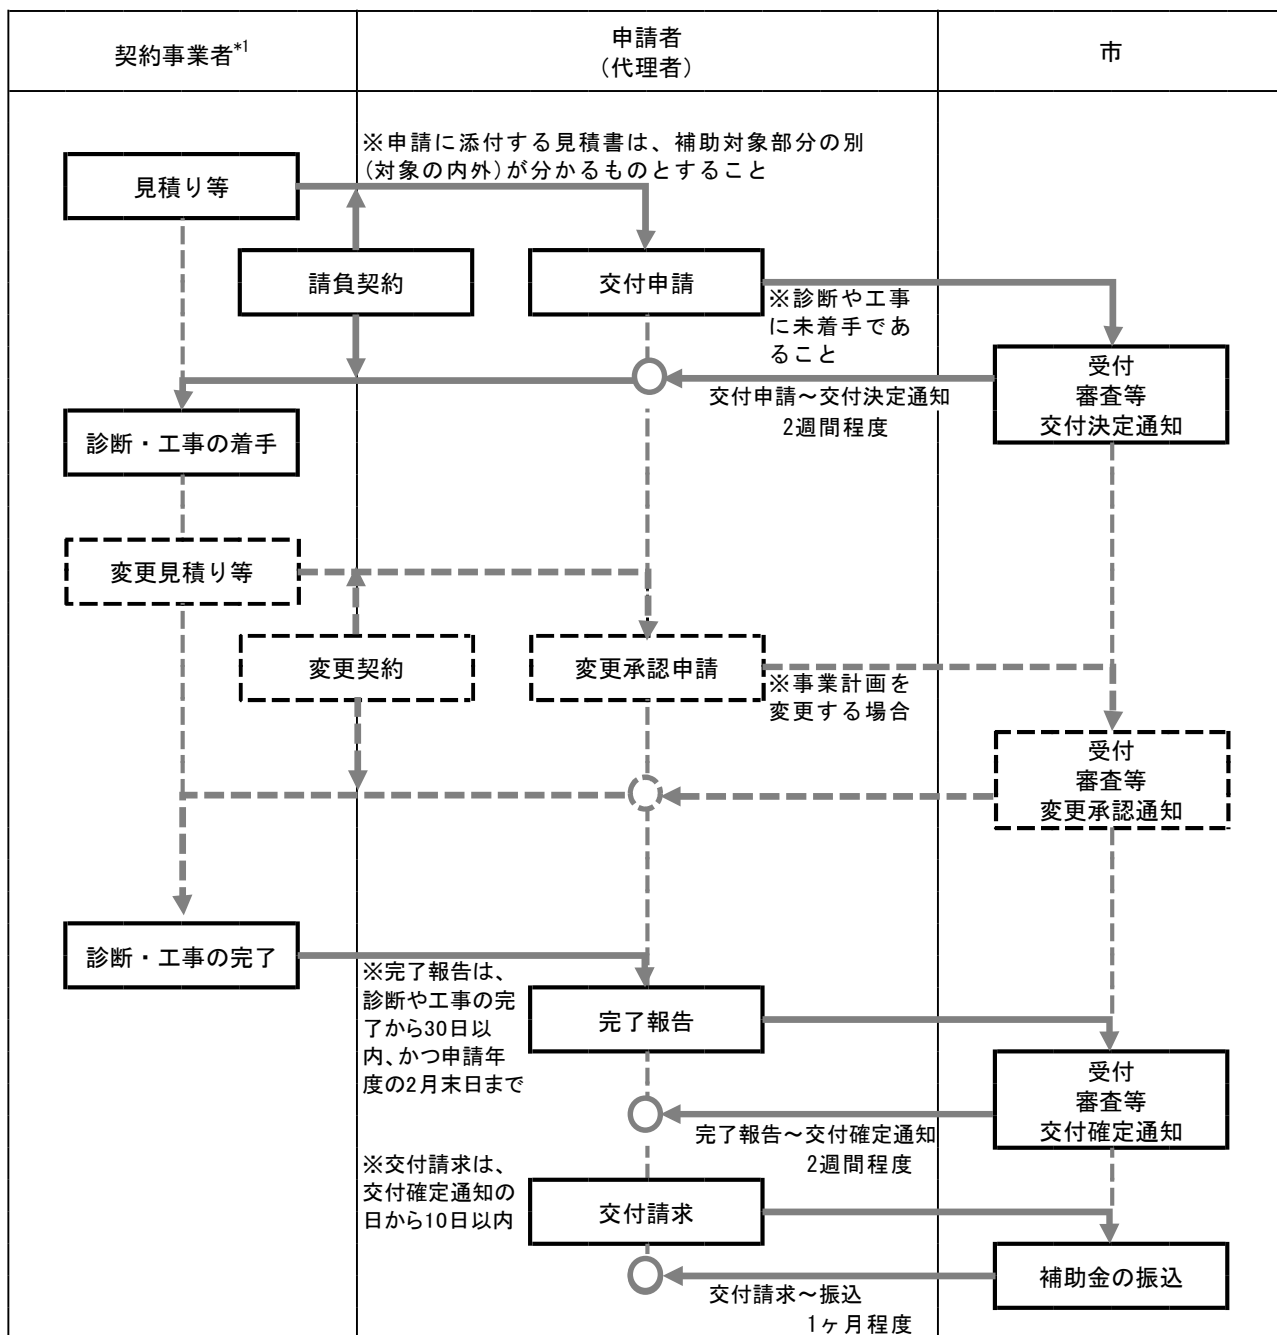 契約事業者*1
申請者
(代理者)
市
※申請に添付する見積書は、補助対象部分の別
(対象の内外)が分かるものとすること
見積り等
請負契約
交付申請
※診断や工事
に未着手であ
ること
受付
審査等
交付決定通知
交付申請～交付決定通知
2週間程度
診断・工事の着手
変更見積り等
変更契約
変更承認申請
※事業計画を
変更する場合
受付
審査等
変更承認通知
診断・工事の完了
※完了報告は、
診断や工事の完
了から30日以
内、かつ申請年
度の2月末日まで
完了報告
受付
審査等
交付確定通知
完了報告～交付確定通知
2週間程度
※交付請求は、
交付確定通知の
日から10日以内
交付請求
補助金の振込
交付請求～振込
1ヶ月程度